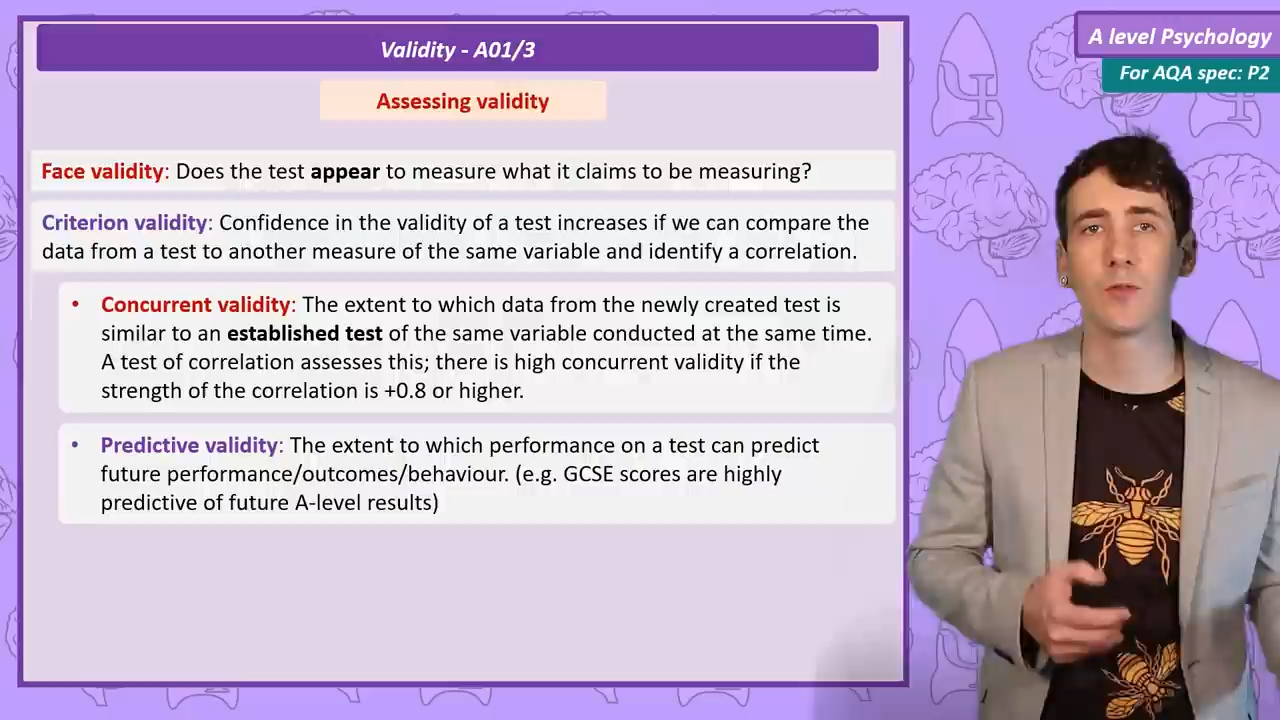 Validity - A01/3
A level Psychology
For AQA spec: P2
Assessing validity
Face validity: Does the test appear to measure what it claims to be measuring?
Criterion validity: Confidence in the validity of a test increases if we can compare the
data from a test to another measure of the same variable and identify a correlation.
• Concurrent validity: The extent to which data from the newly created test is
similar to an established test of the same variable conducted at the same time.
A test of correlation assesses this; there is high concurrent validity if the
strength of the correlation is +0.8 or higher.
• Predictive validity: The extent to which performance on a test can predict
future performance/outcomes/behaviour. (e.g. GCSE scores are highly
predictive of future A-level results)